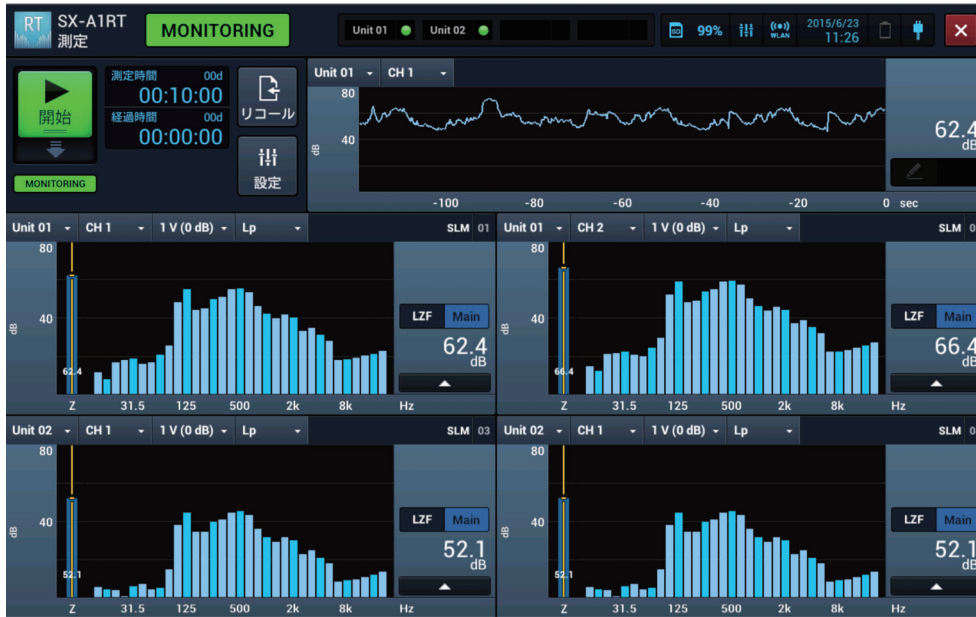 RT SX-A1RT
測定
MONITORING
Unit 01 Unit 02
99%
WLAN
2015/6/23
11:26
開始
測定時間 00d
00:10:00
経過時間 00d
00:00:00
リコール
設定
MONITORING
Unit 01 CH 1
80
40
dB
-100 -80 -60 -40 -20 0 sec
62.4
dB
Unit 01 CH 1 1 V (0 dB) Lp SLM 01
80
40
dB
62.4
Z 31.5 125 500 2k 8k Hz
LZF Main
62.4
dB
Unit 01 CH 2 1 V (0 dB) Lp SLM
80
40
dB
66.4
Z 31.5 125 500 2k 8k Hz
LZF Main
66.4
dB
Unit 02 CH 1 1 V (0 dB) Lp SLM 03
80
40
dB
52.1
Z 31.5 125 500 2k 8k Hz
LZF Main
52.1
dB
Unit 02 CH 1 1 V (0 dB) Lp SLM
80
40
dB
52.1
Z 31.5 125 500 2k 8k Hz
LZF Main
52.1
dB